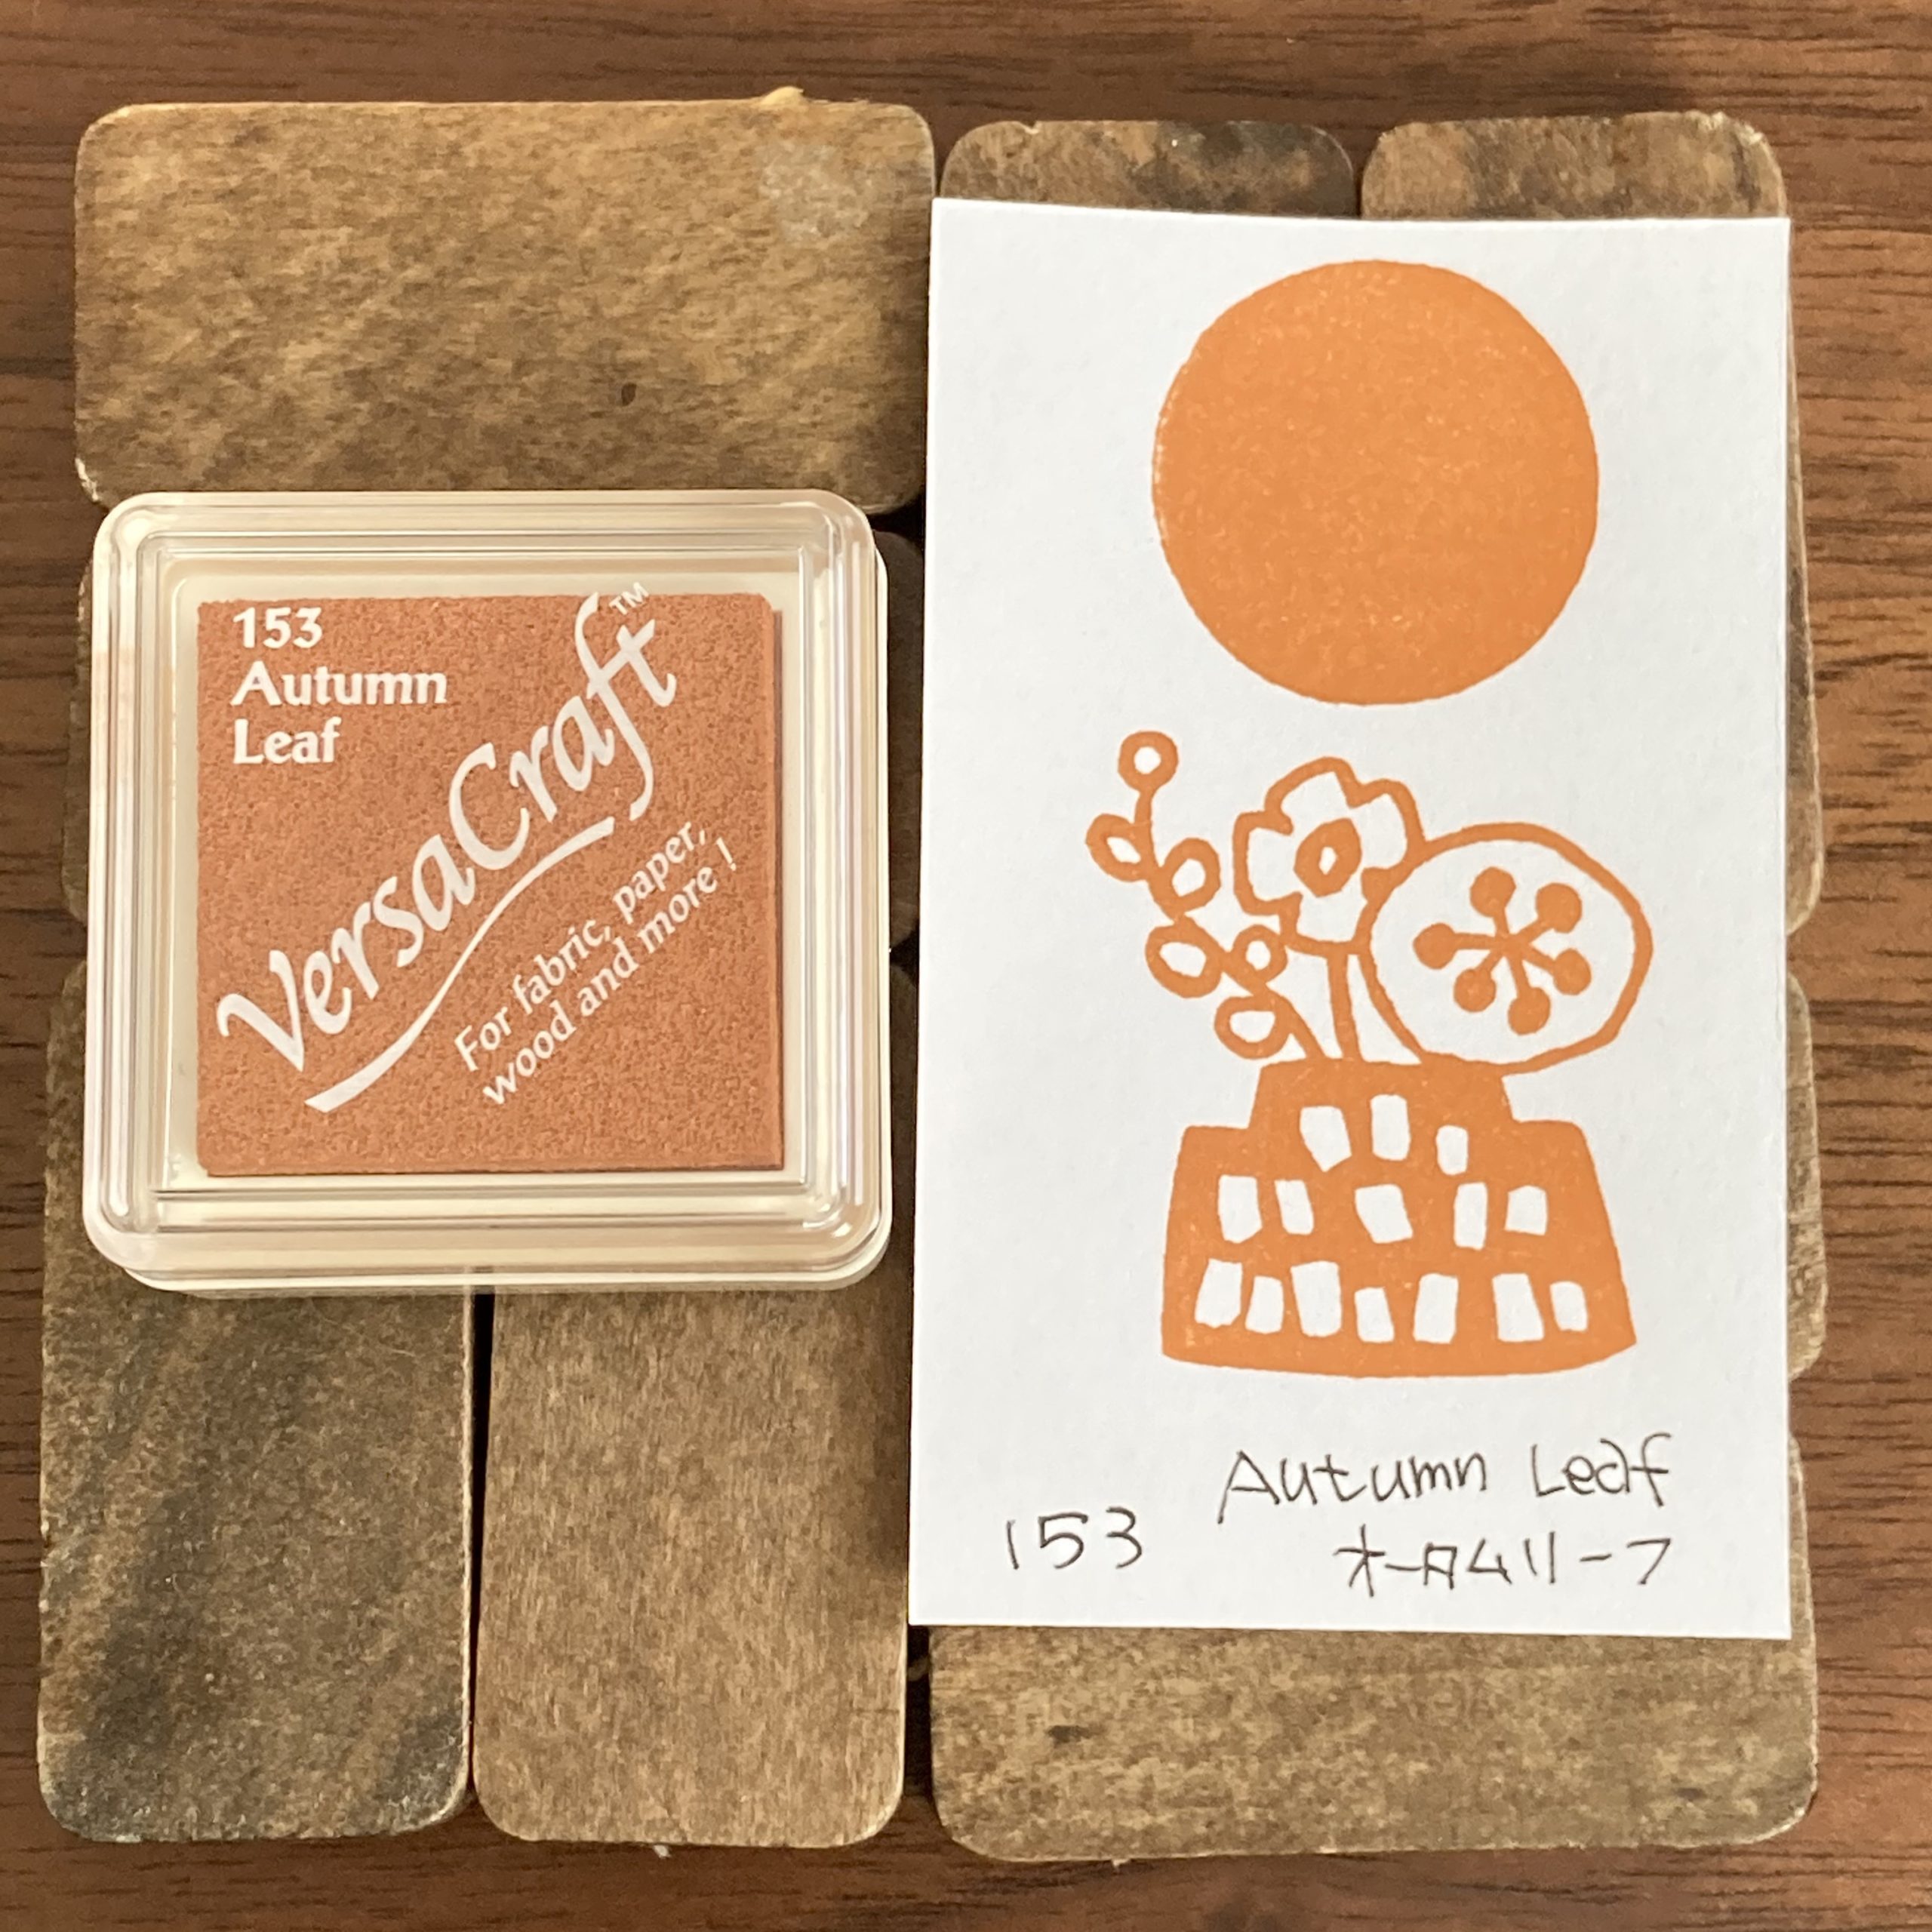 153
Autumn
Leaf
VersaCraft™
For fabric, paper,
wood and more !
Autumn Leaf
153
オータムリーフ